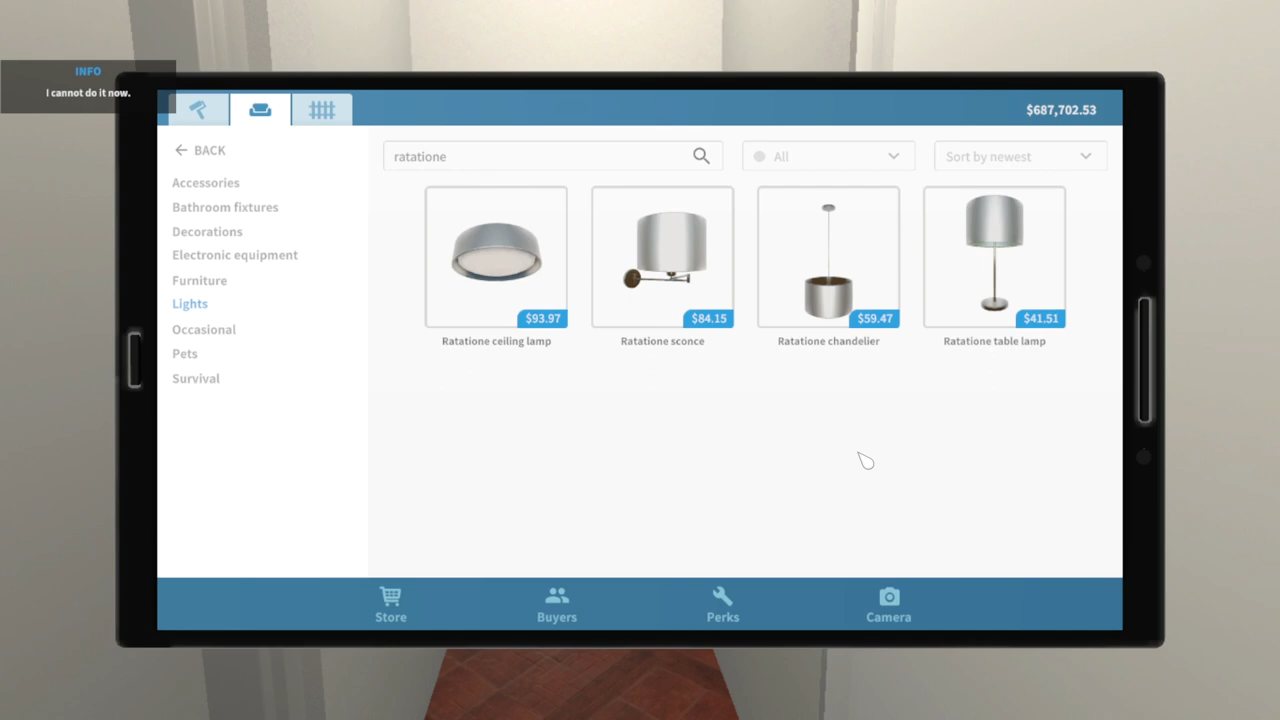 INFO
I cannot do it now.
$687,702.53
BACK
ratatione
All
Sort by newest
Accessories
Bathroom fixtures
Decorations
Electronic equipment
Furniture
Lights
Occasional
Pets
Survival
$93.97
$84.15
$59.47
$41.51
Ratatione ceiling lamp
Ratatione sconce
Ratatione chandelier
Ratatione table lamp
Store
Buyers
Perks
Camera